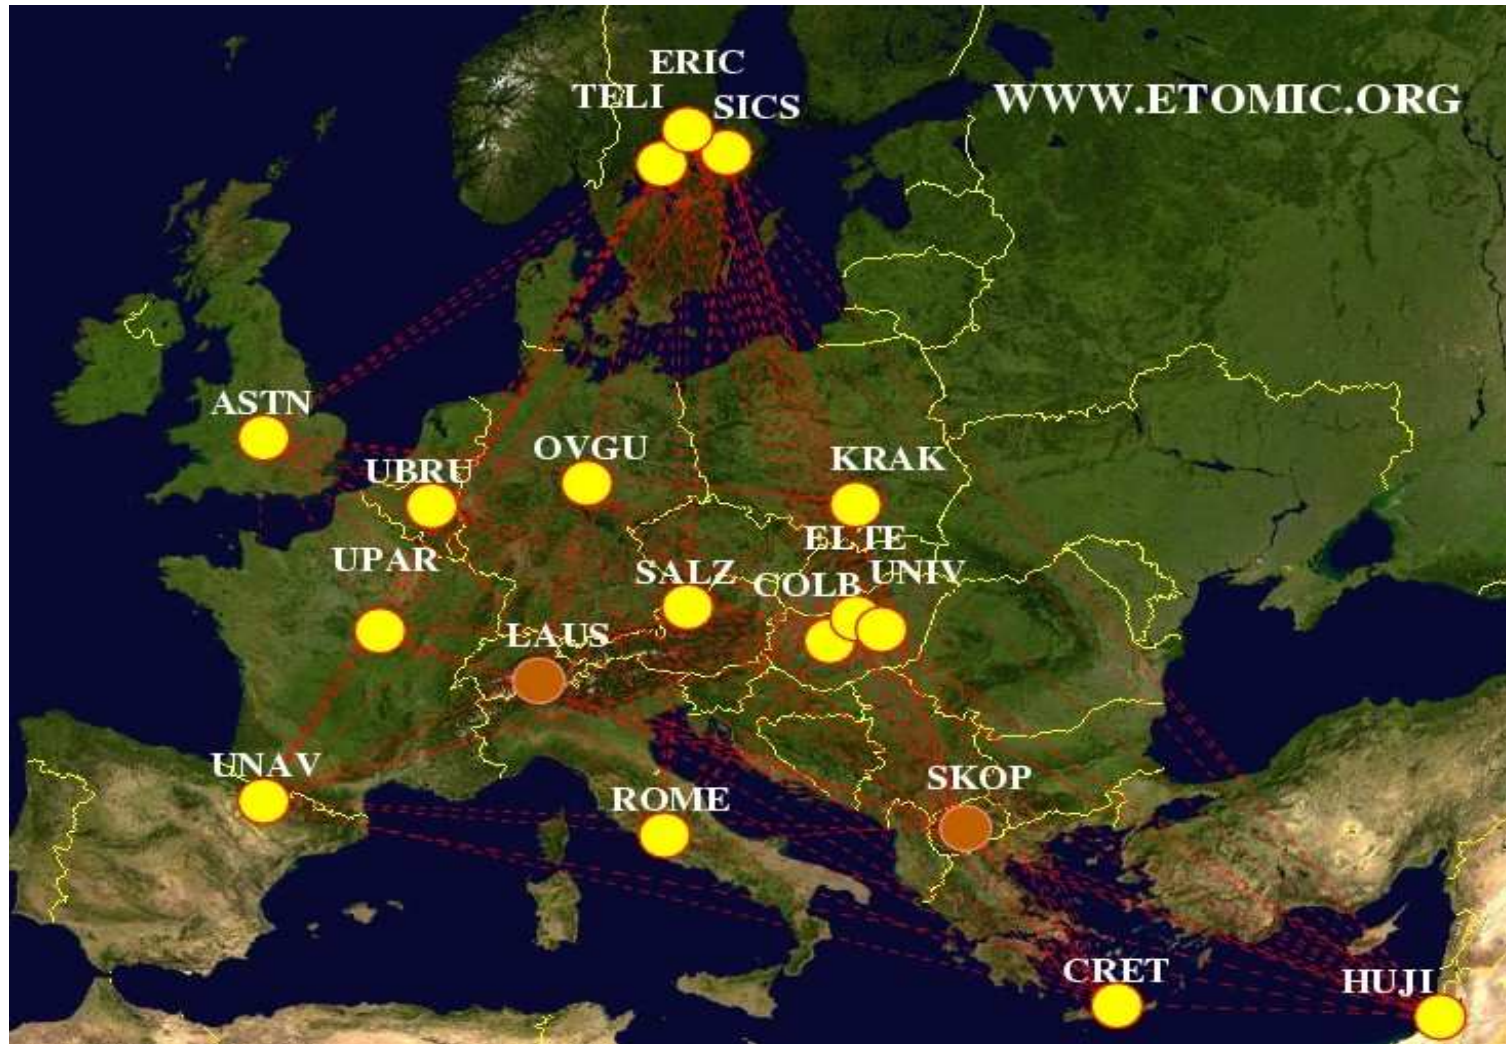 ERIC
TELI
SICS
WWW.ETOMIC.ORG
ASTN
UBRU
OVGU
KRAK
ELTE
UPAR
SALZ
COLB
UNIV
LAUS
UNAV
ROME
SKOP
CRET
HUJI